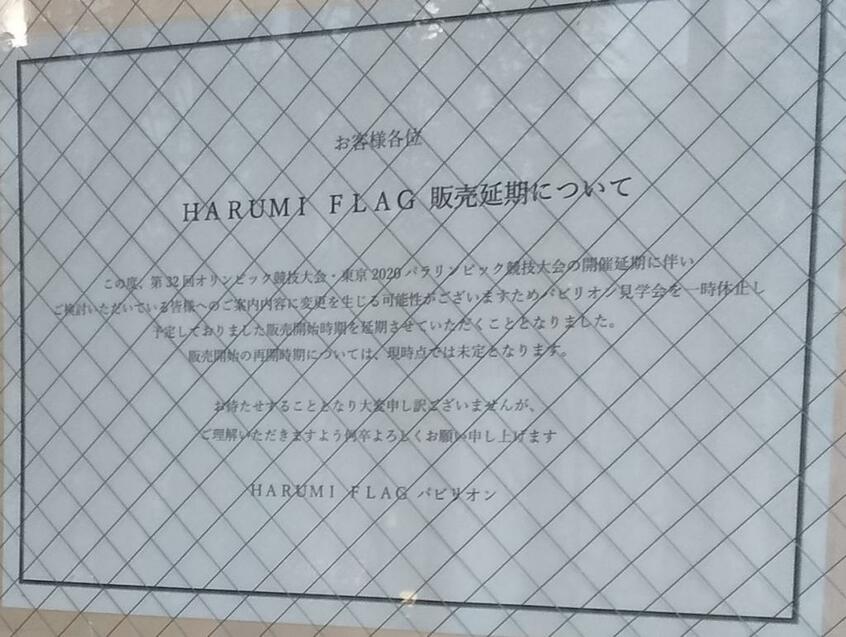 お客様各位
HARUMI FLAG 販売延期について
この度、第32回オリンピック競技大会・東京2020パラリンピック競技大会の開催延期に伴い
ご検討いただいている皆様へのご案内内容に変更を生じる可能性がございますためパビリオン見学会を一時休止し
予定しておりました販売開始時期を延期させていただくこととなりました。
販売開始の再開時期については、現時点では未定となります。
お待たせすることとなり大変申し訳ございませんが、
ご理解いただきますよう何卒よろしくお願い申し上げます
HARUMI FLAG パビリオン